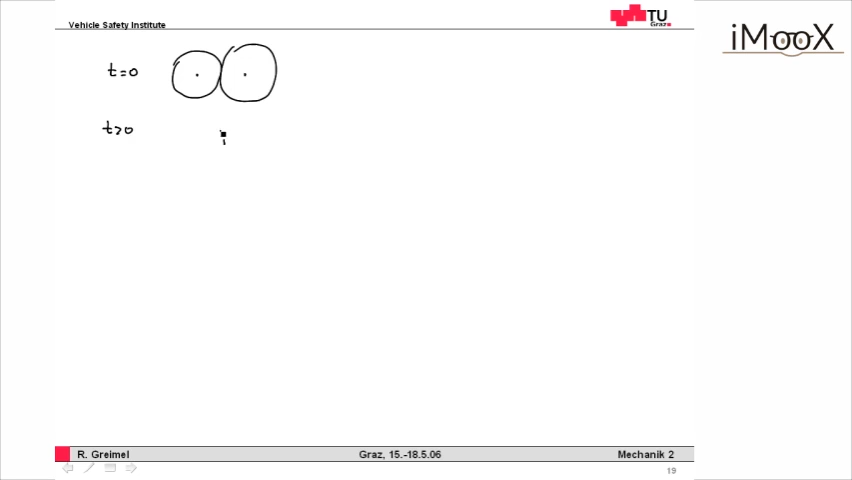 Vehicle Safety Institute
TU
Graz
iMooX
t=0
t>0
R. Greimel
Graz, 15.-18.5.06
Mechanik 2
19